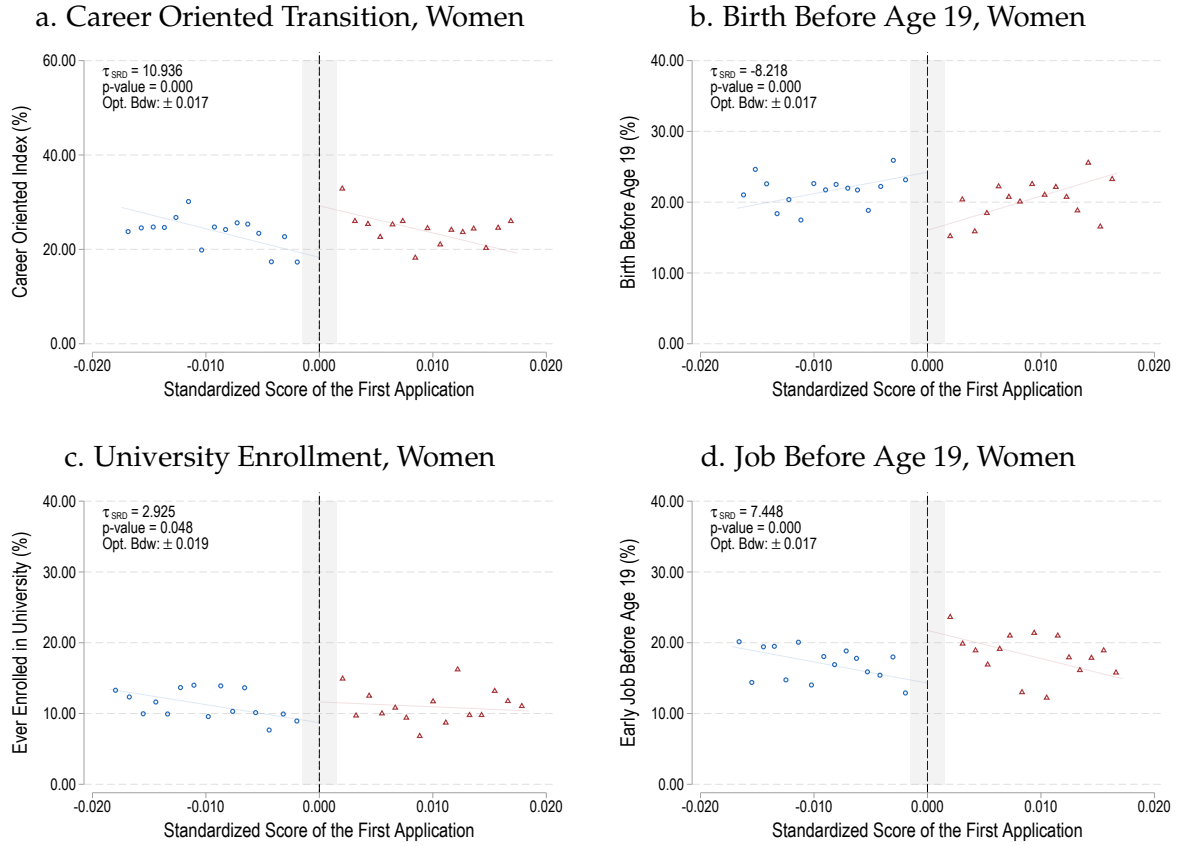 a. Career Oriented Transition, Women
τ SRD = 10.936
p-value = 0.000
Opt. Bdw: ± 0.017
Career Oriented Index (%)
60.00
40.00
20.00
0.00
-0.020
-0.010
0.000
0.010
0.020
Standardized Score of the First Application
b. Birth Before Age 19, Women
τ SRD = -8.218
p-value = 0.000
Opt. Bdw: ± 0.017
Birth Before Age 19 (%)
40.00
30.00
20.00
10.00
0.00
-0.020
-0.010
0.000
0.010
0.020
Standardized Score of the First Application
c. University Enrollment, Women
τ SRD = 2.925
p-value = 0.048
Opt. Bdw: ± 0.019
Ever Enrolled in University (%)
40.00
30.00
20.00
10.00
0.00
-0.020
-0.010
0.000
0.010
0.020
Standardized Score of the First Application
d. Job Before Age 19, Women
τ SRD = 7.448
p-value = 0.000
Opt. Bdw: ± 0.017
Early Job Before Age 19 (%)
40.00
30.00
20.00
10.00
0.00
-0.020
-0.010
0.000
0.010
0.020
Standardized Score of the First Application